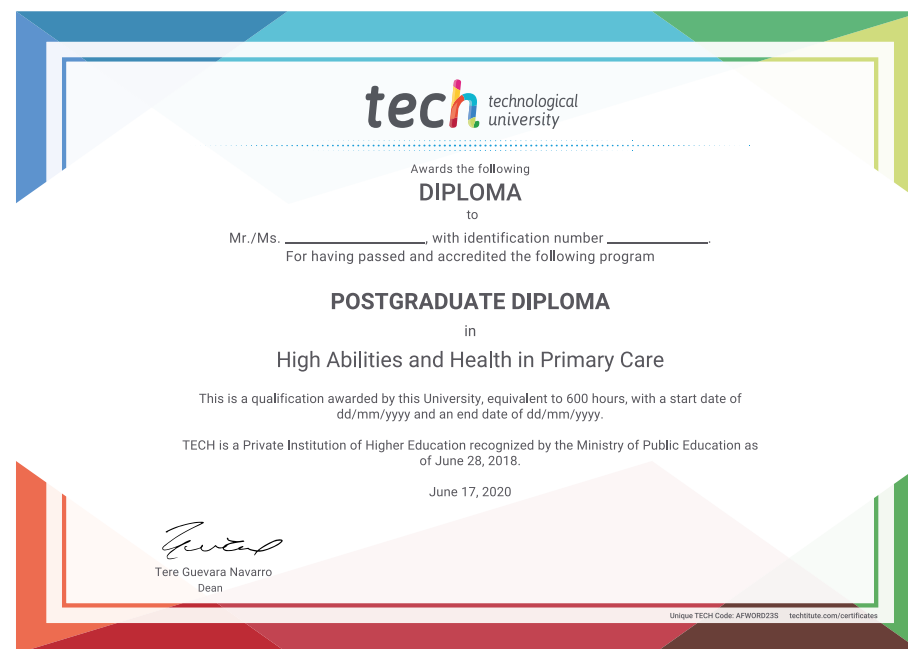 tech technological
university
Awards the following
DIPLOMA
to
Mr./Ms. ____________________, with identification number ______________.
For having passed and accredited the following program
POSTGRADUATE DIPLOMA
in
High Abilities and Health in Primary Care
This is a qualification awarded by this University, equivalent to 600 hours, with a start date of
dd/mm/yyyy and an end date of dd/mm/yyyy.
TECH is a Private Institution of Higher Education recognized by the Ministry of Public Education as
of June 28, 2018.
June 17, 2020
Tere Guevara Navarro
Dean
Unique TECH Code: AFWORD23S techtitute.com/certificates